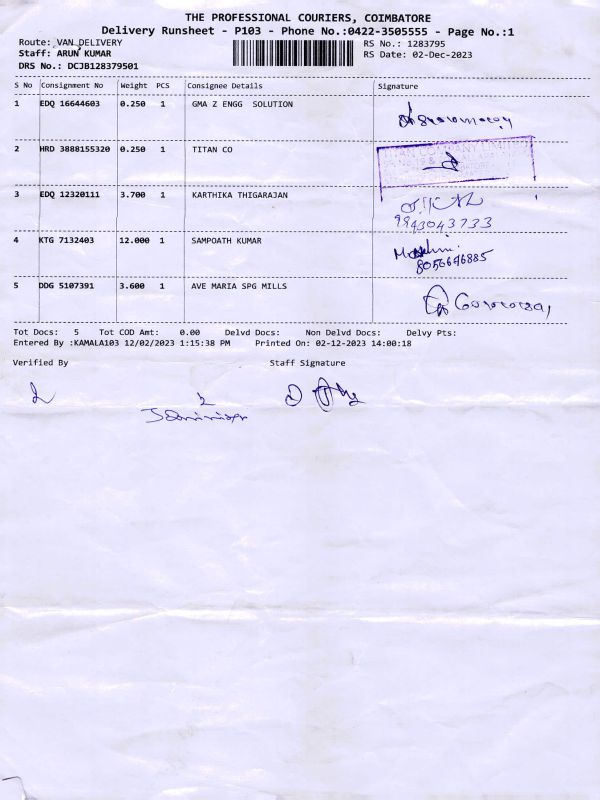 THE PROFESSIONAL COURIERS, COIMBATORE
Delivery Runsheet - P103 - Phone No.:0422-3505555 - Page No.:1
Route: VAN DELIVERY RS No.: 1283795
Staff: ARUN KUMAR RS Date: 02-Dec-2023
DRS No.: DCJB128379501
S No Consignment No Weight PCS Consignee Details Signature
1 EDQ 16644603 0.250 1 GMA Z ENGG SOLUTION
2 HRD 3888155320 0.250 1 TITAN CO
3 EDQ 12320111 3.700 1 KARTHIKA THIGARAJAN
9943043733
4 KTG 7132403 12.000 1 SAMPOATH KUMAR
8056646885
5 DDG 5107391 3.600 1 AVE MARIA SPG MILLS
Tot Docs: 5 Tot COD Amt: 0.00 Delvd Docs: Non Delvd Docs: Delvy Pts:
Entered By :KAMALA103 12/02/2023 1:15:38 PM Printed On: 02-12-2023 14:00:18
Verified By Staff Signature